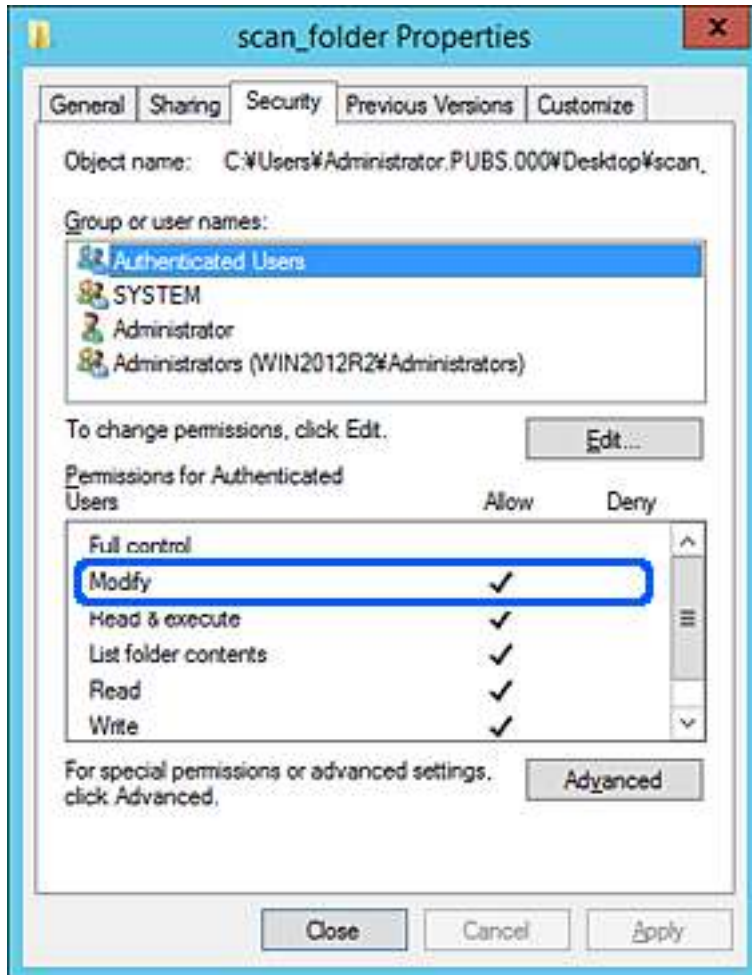 scan_folder Properties
x
General Sharing Security Previous Versions Customize
Object name: C:¥Users¥Administrator.PUBS.000¥Desktop¥scan_
Group or user names:
Authenticated Users
SYSTEM
Administrator
Administrators (WIN2012R2¥Administrators)
To change permissions, click Edit.
Edit...
Permissions for Authenticated
Users Allow Deny
Full control
Modify
Read & execute
List folder contents
Read
Write
For special permissions or advanced settings,
click Advanced.
Advanced
Close Cancel Apply